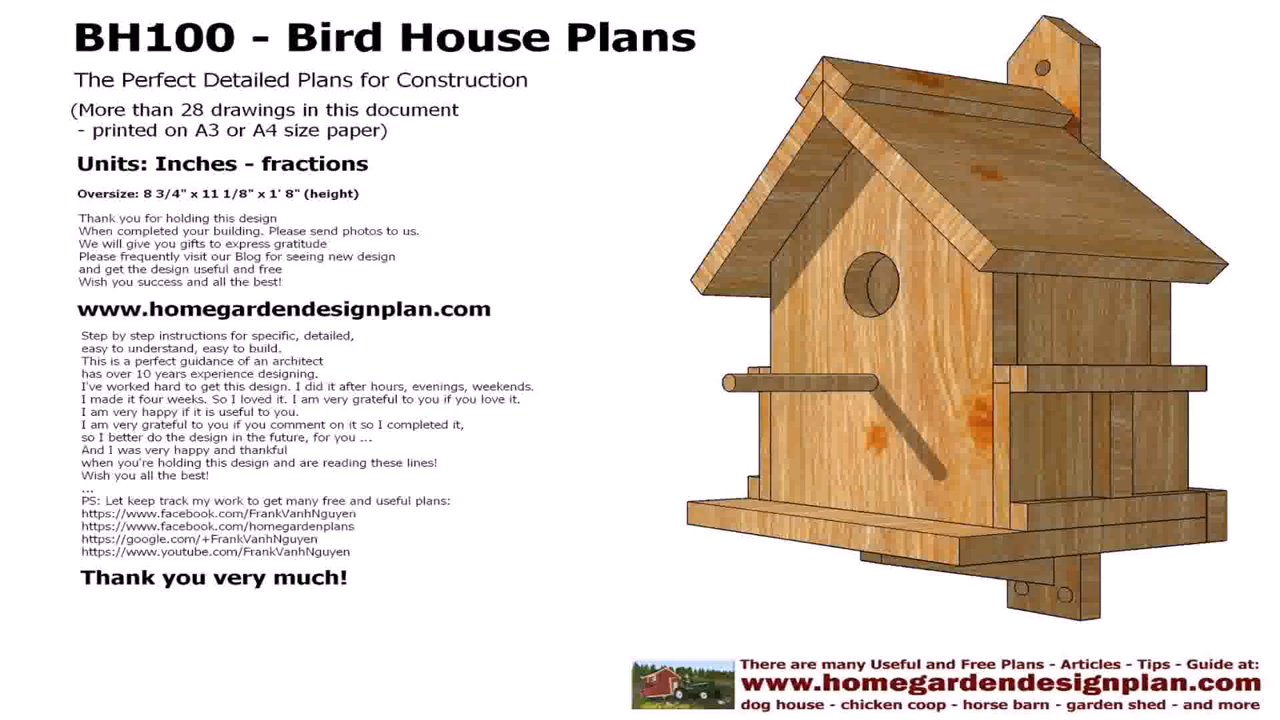 BH100 - Bird House Plans
The Perfect Detailed Plans for Construction
(More than 28 drawings in this document
- printed on A3 or A4 size paper)
Units: Inches - fractions
Oversize: 8 3/4" x 11 1/8" x 1' 8" (height)
Thank you for holding this design
When completed your building. Please send photos to us.
We will give you gifts to express gratitude
Please frequently visit our Blog for seeing new design
and get the design useful and free
Wish you success and all the best!
www.homegardendesignplan.com
Step by step instructions for specific, detailed,
easy to understand, easy to build.
This is a perfect guidance of an architect
has over 10 years experience designing.
I've worked hard to get this design. I did it after hours, evenings, weekends.
I made it four weeks. So I loved it. I am very grateful to you if you love it.
I am very happy if it is useful to you.
I am very grateful to you if you comment on it so I completed it,
so I better do the design in the future, for you ...
And I was very happy and thankful
when you're holding this design and are reading these lines!
Wish you all the best!
...
PS: Let keep track my work to get many free and useful plans:
https://www.facebook.com/FrankVanhNguyen
https://www.facebook.com/homegardenplans
https://google.com/+FrankVanhNguyen
https://www.youtube.com/FrankVanhNguyen
Thank you very much!
There are many Useful and Free Plans - Articles - Tips - Guide at:
www.homegardendesignplan.com
dog house - chicken coop - horse barn - garden shed - and more